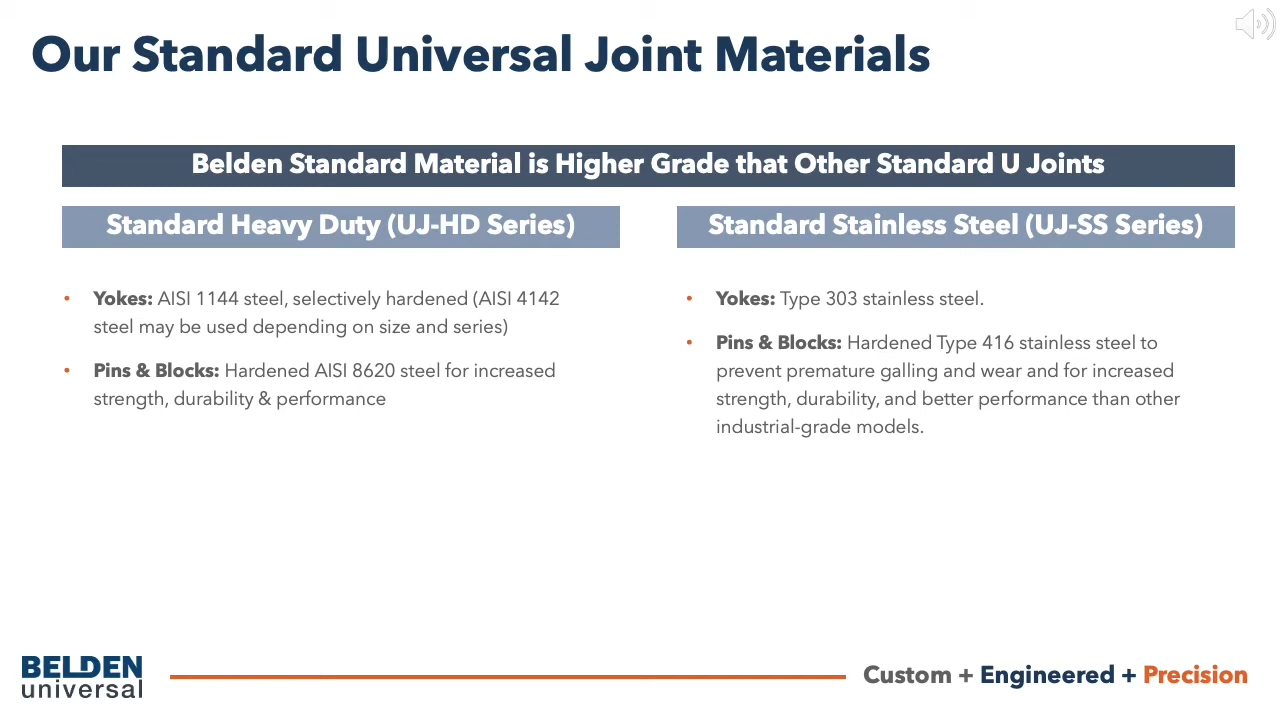 Our Standard Universal Joint Materials
Belden Standard Material is Higher Grade that Other Standard U Joints
Standard Heavy Duty (UJ-HD Series)
• Yokes: AISI 1144 steel, selectively hardened (AISI 4142
steel may be used depending on size and series)
• Pins & Blocks: Hardened AISI 8620 steel for increased
strength, durability & performance
Standard Stainless Steel (UJ-SS Series)
• Yokes: Type 303 stainless steel.
• Pins & Blocks: Hardened Type 416 stainless steel to
prevent premature galling and wear and for increased
strength, durability, and better performance than other
industrial-grade models.
BELDEN
universal
Custom + Engineered + Precision